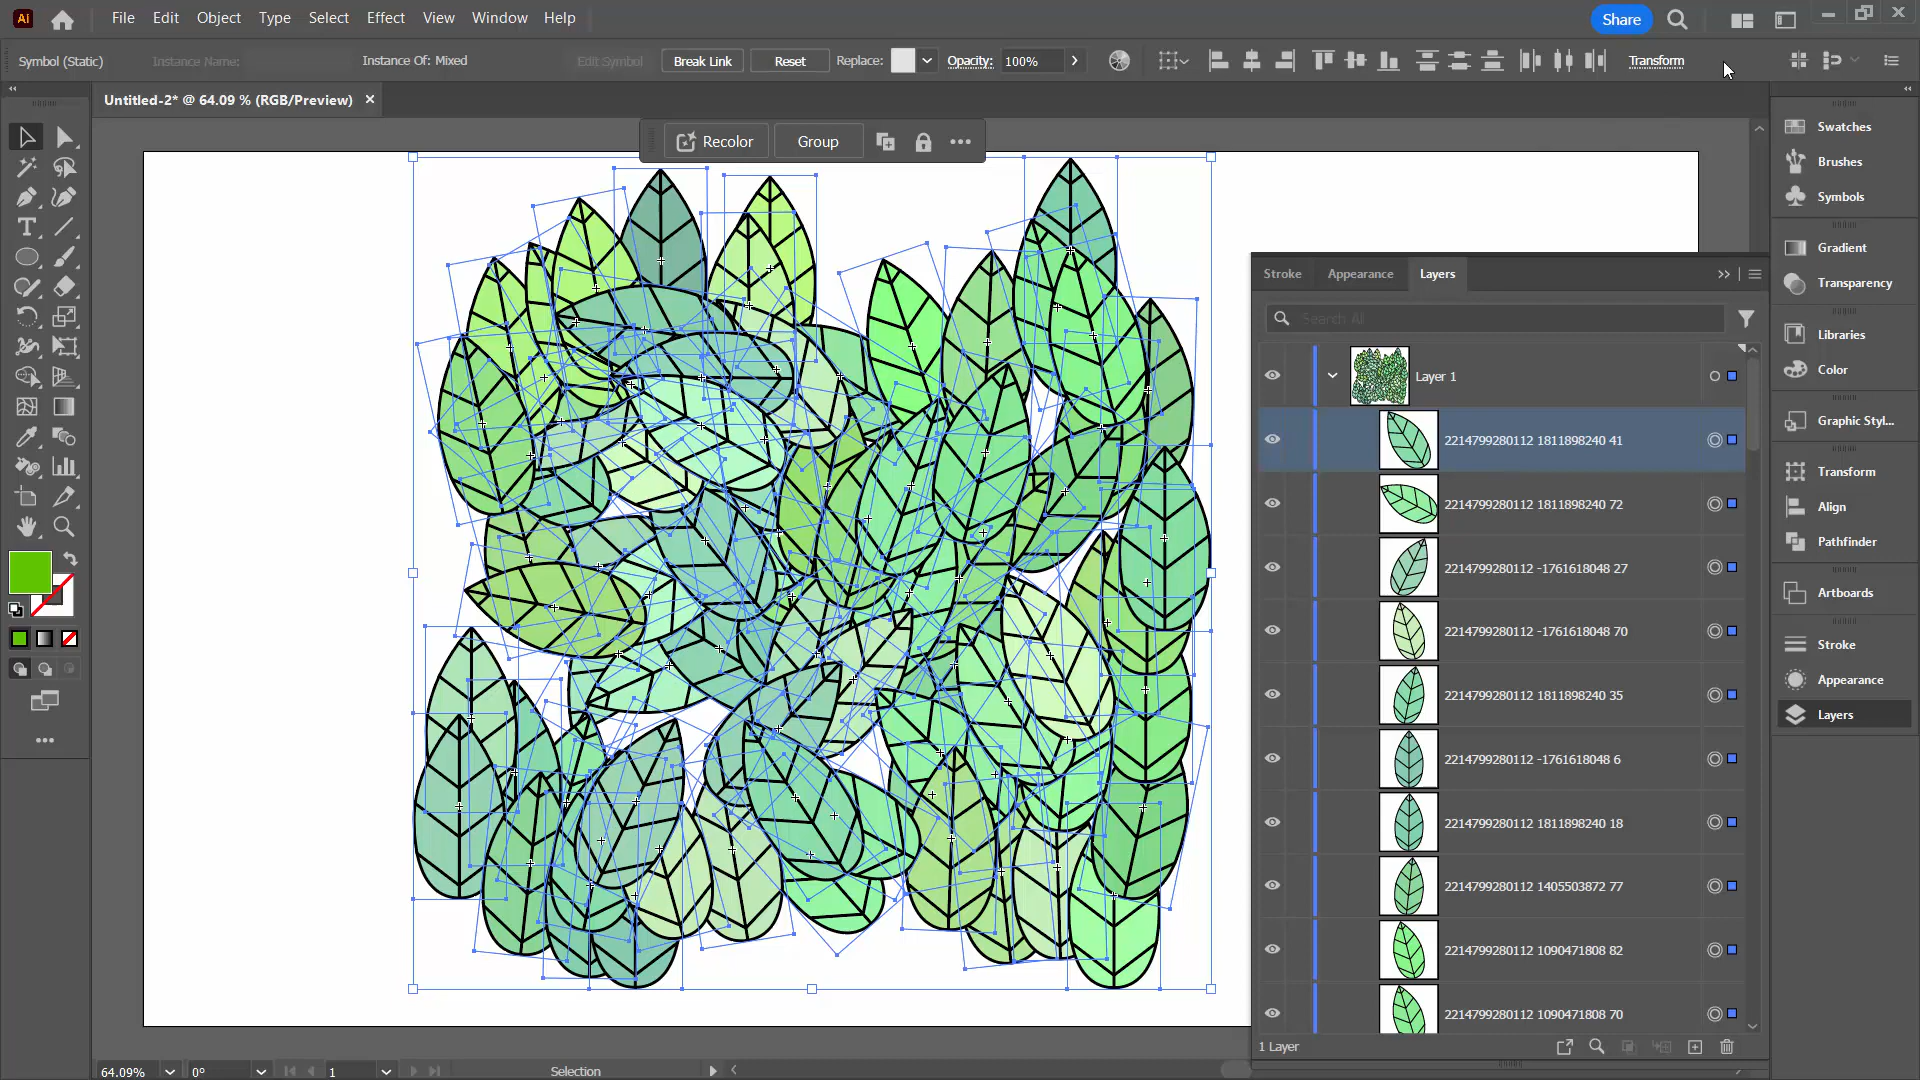 Ai File Edit Object Type Select Effect View Window Help Share
Symbol (Static) Instance Name: Instance Of: Mixed Edit Symbol Break Link Reset Replace: Opacity: 100% Transform
Untitled-2* @ 64.09 % (RGB/Preview)
Recolor Group
Swatches
Brushes
Symbols
Gradient
Transparency
Libraries
Color
Graphic Styl...
Transform
Align
Pathfinder
Artboards
Stroke
Appearance
Layers
Stroke Appearance Layers
Search All
Layer 1
2214799280112 1811898240 41
2214799280112 1811898240 72
2214799280112 -1761618048 27
2214799280112 -1761618048 70
2214799280112 1811898240 35
2214799280112 -1761618048 6
2214799280112 1811898240 18
2214799280112 1405503872 77
2214799280112 1090471808 82
2214799280112 1090471808 70
1 Layer
64.09% 0° 1 Selection